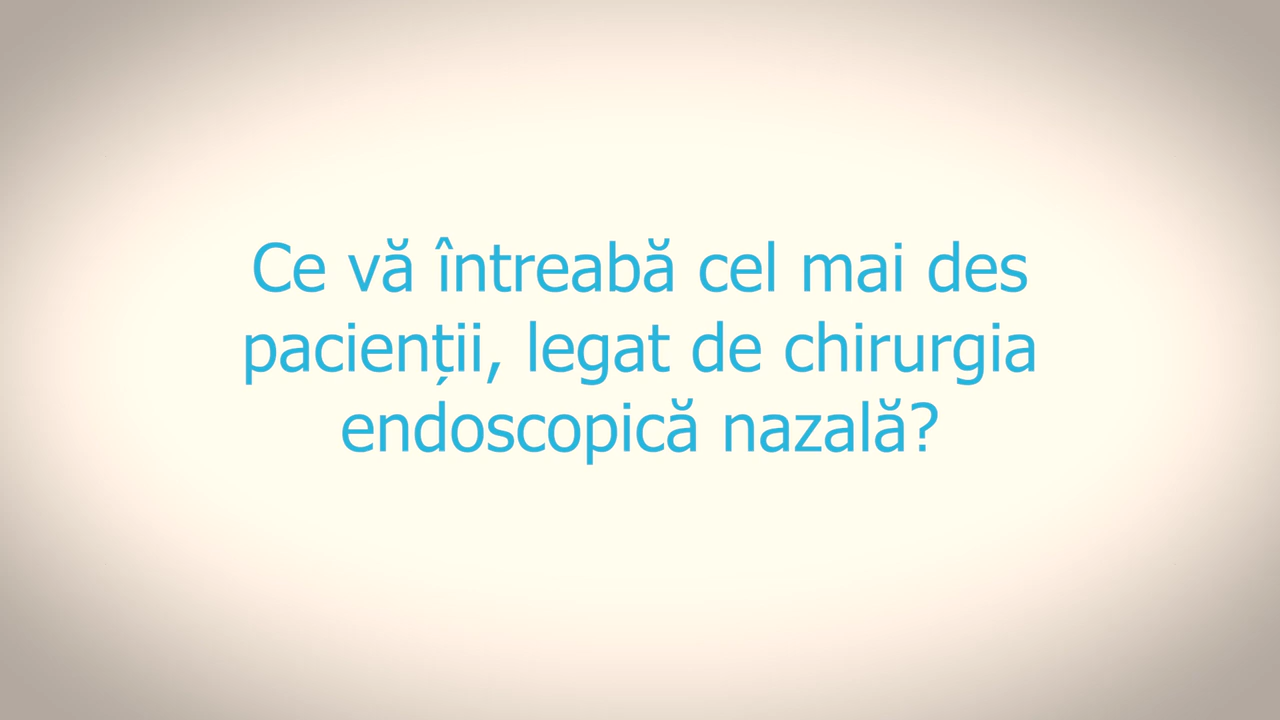 Ce vă întreabă cel mai des
pacienții, legat de chirurgia
endoscopică nazală?